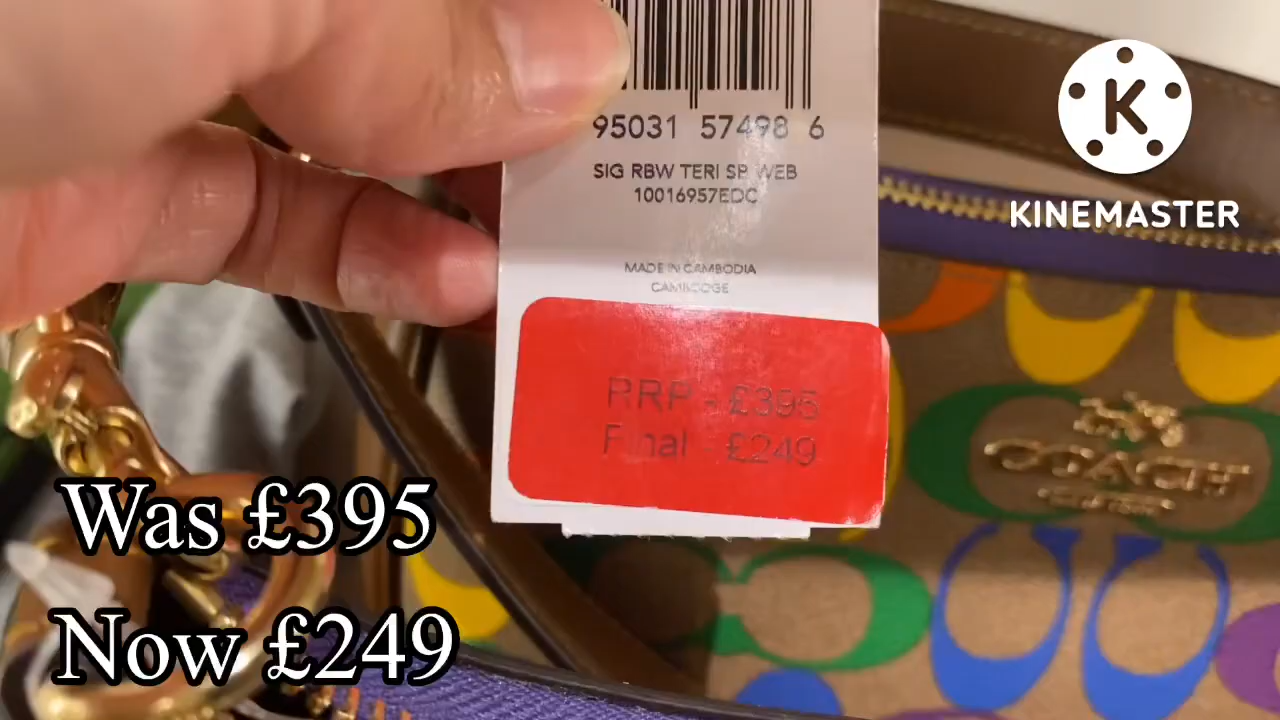 95031 57498 6
SIG RBW TERI SP WEB
10016957EDC
MADE IN CAMBODIA
CAMBODGE
RRP - £395
Final - £249
Was £395
Now £249
K
KINEMASTER
COACH